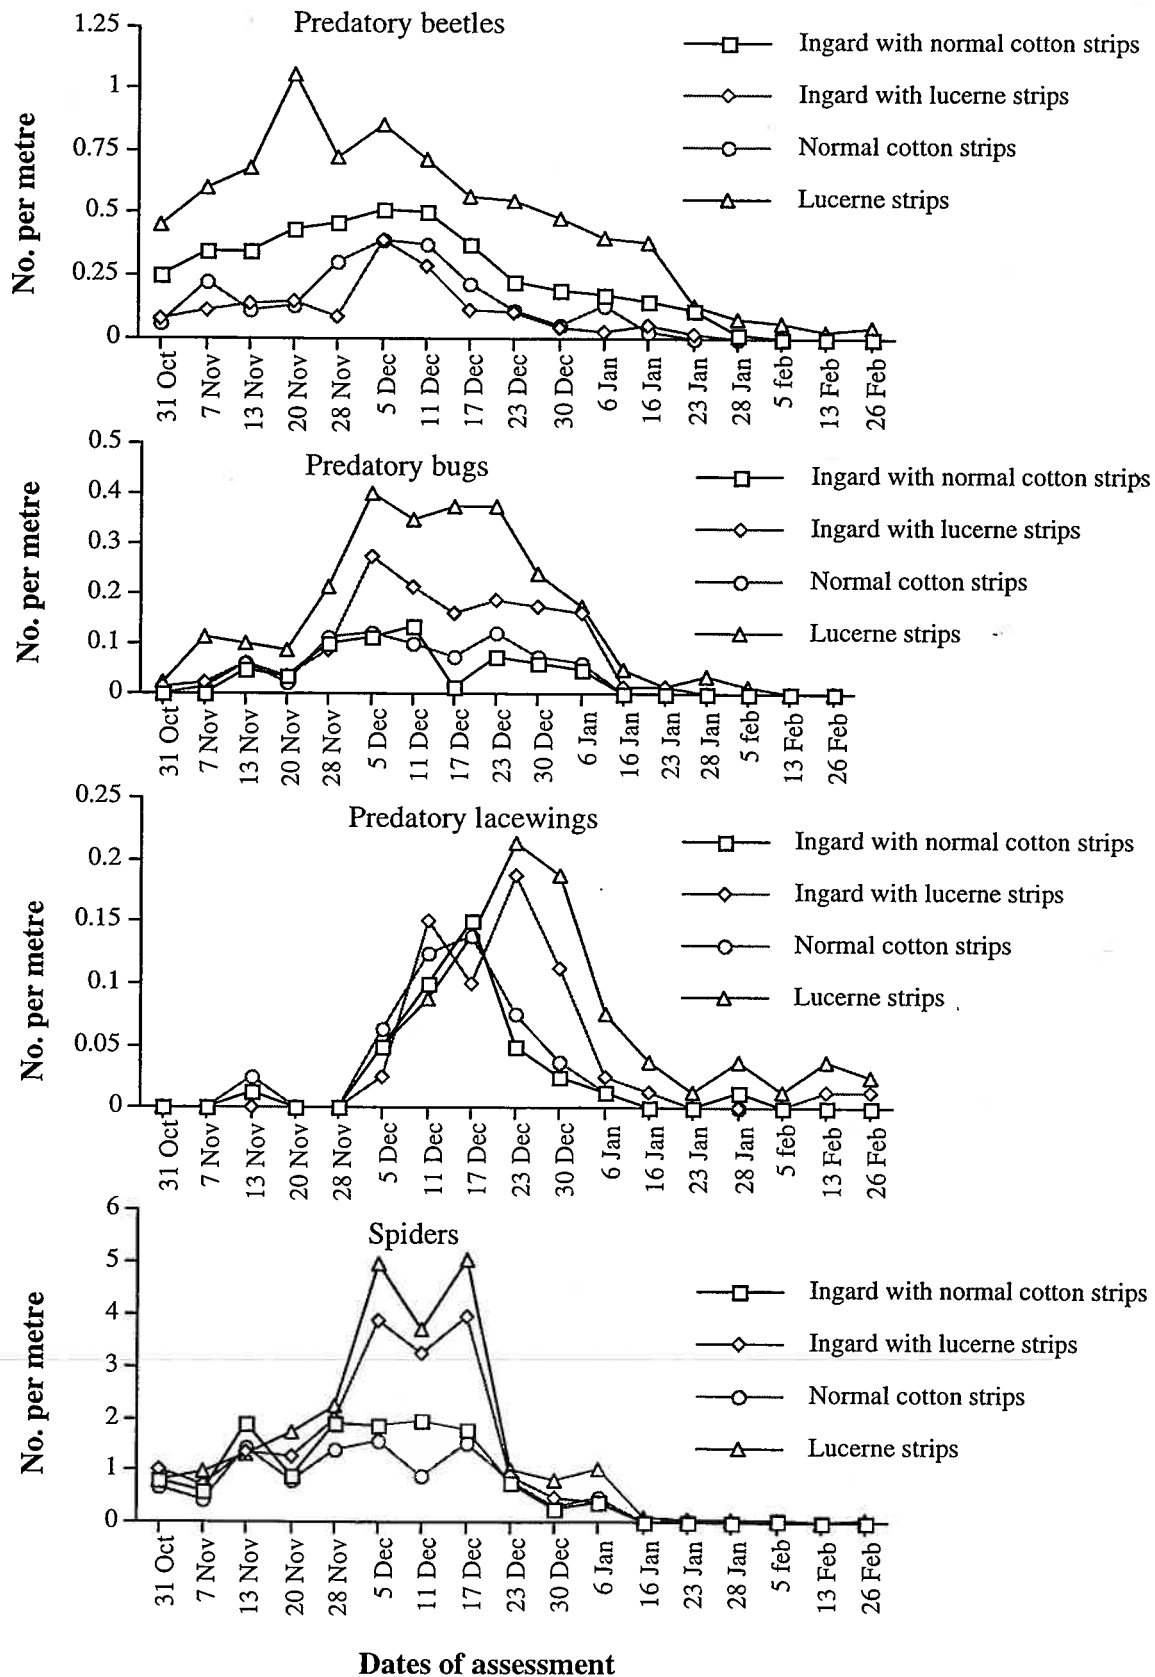 Predatory beetles
No. per metre
1.25
1
0.75
0.5
0.25
0
Ingard with normal cotton strips
Ingard with lucerne strips
Normal cotton strips
Lucerne strips
31 Oct
7 Nov
13 Nov
20 Nov
28 Nov
5 Dec
11 Dec
17 Dec
23 Dec
30 Dec
6 Jan
16 Jan
23 Jan
28 Jan
5 feb
13 Feb
26 Feb
Predatory bugs
No. per metre
0.5
0.4
0.3
0.2
0.1
0
Ingard with normal cotton strips
Ingard with lucerne strips
Normal cotton strips
Lucerne strips
31 Oct
7 Nov
13 Nov
20 Nov
28 Nov
5 Dec
11 Dec
17 Dec
23 Dec
30 Dec
6 Jan
16 Jan
23 Jan
28 Jan
5 feb
13 Feb
26 Feb
Predatory lacewings
No. per metre
0.25
0.2
0.15
0.1
0.05
0
Ingard with normal cotton strips
Ingard with lucerne strips
Normal cotton strips
Lucerne strips
31 Oct
7 Nov
13 Nov
20 Nov
28 Nov
5 Dec
11 Dec
17 Dec
23 Dec
30 Dec
6 Jan
16 Jan
23 Jan
28 Jan
5 feb
13 Feb
26 Feb
Spiders
No. per metre
6
5
4
3
2
1
0
Ingard with normal cotton strips
Ingard with lucerne strips
Normal cotton strips
Lucerne strips
31 Oct
7 Nov
13 Nov
20 Nov
28 Nov
5 Dec
11 Dec
17 Dec
23 Dec
30 Dec
6 Jan
16 Jan
23 Jan
28 Jan
5 feb
13 Feb
26 Feb
Dates of assessment